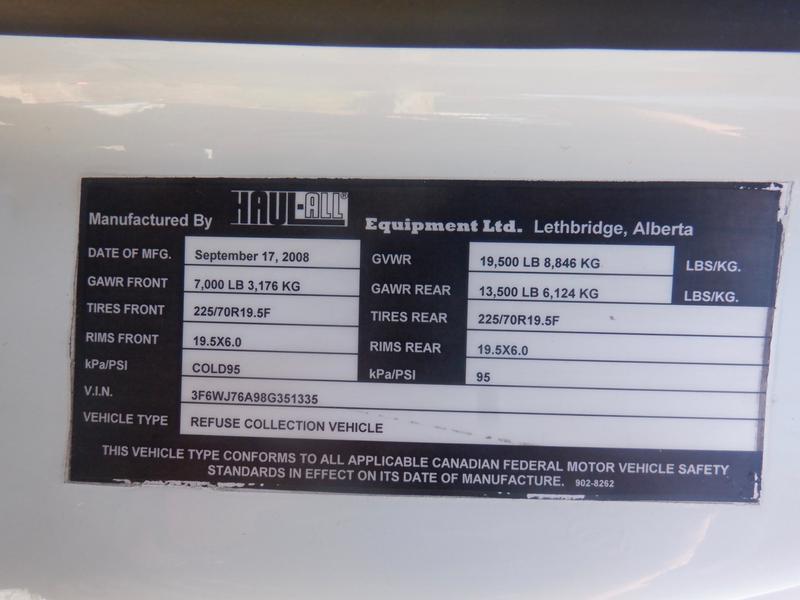 Manufactured By HAUL-ALL® Equipment Ltd. Lethbridge, Alberta
DATE OF MFG. September 17, 2008 GVWR 19,500 LB 8,846 KG LBS/KG.
GAWR FRONT 7,000 LB 3,176 KG GAWR REAR 13,500 LB 6,124 KG LBS/KG.
TIRES FRONT 225/70R19.5F TIRES REAR 225/70R19.5F
RIMS FRONT 19.5X6.0 RIMS REAR 19.5X6.0
kPa/PSI COLD95 kPa/PSI 95
V.I.N. 3F6WJ76A98G351335
VEHICLE TYPE REFUSE COLLECTION VEHICLE
THIS VEHICLE TYPE CONFORMS TO ALL APPLICABLE CANADIAN FEDERAL MOTOR VEHICLE SAFETY
STANDARDS IN EFFECT ON ITS DATE OF MANUFACTURE. 902-8262